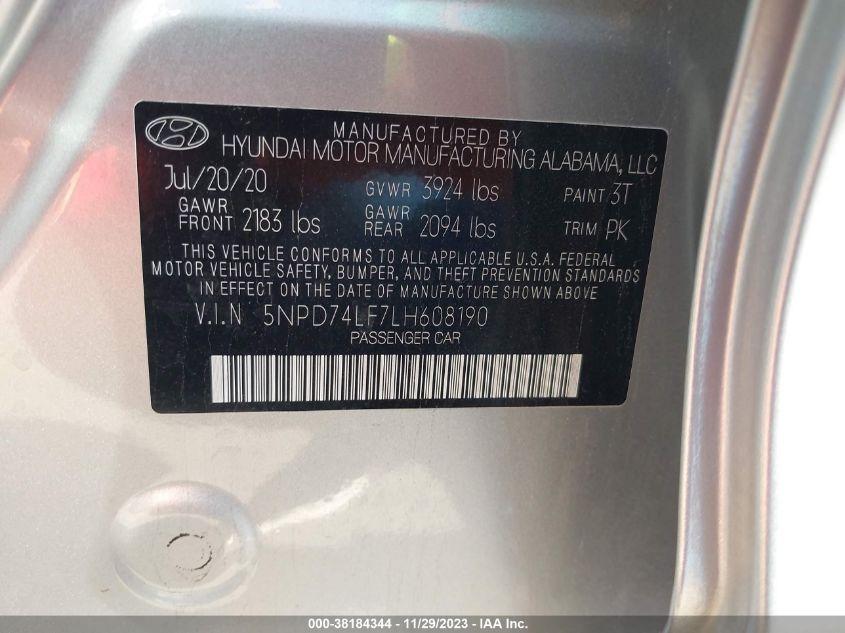 MANUFACTURED BY
HYUNDAI MOTOR MANUFACTURING ALABAMA, LLC
Jul/20/20 GVWR 3924 lbs PAINT 3T
GAWR FRONT 2183 lbs GAWR REAR 2094 lbs TRIM PK
THIS VEHICLE CONFORMS TO ALL APPLICABLE U.S.A. FEDERAL
MOTOR VEHICLE SAFETY, BUMPER, AND THEFT PREVENTION STANDARDS
IN EFFECT ON THE DATE OF MANUFACTURE SHOWN ABOVE
V.I.N 5NPD74LF7LH608190
PASSENGER CAR
000-38184344 - 11/29/2023 - IAA Inc.